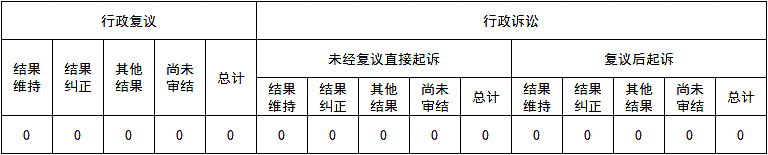 行政复议 行政诉讼
未经复议直接起诉 复议后起诉
结果维持 结果纠正 其他结果 尚未审结 总计 结果维持 结果纠正 其他结果 尚未审结 总计 结果维持 结果纠正 其他结果 尚未审结 总计
0 0 0 0 0 0 0 0 0 0 0 0 0 0 0